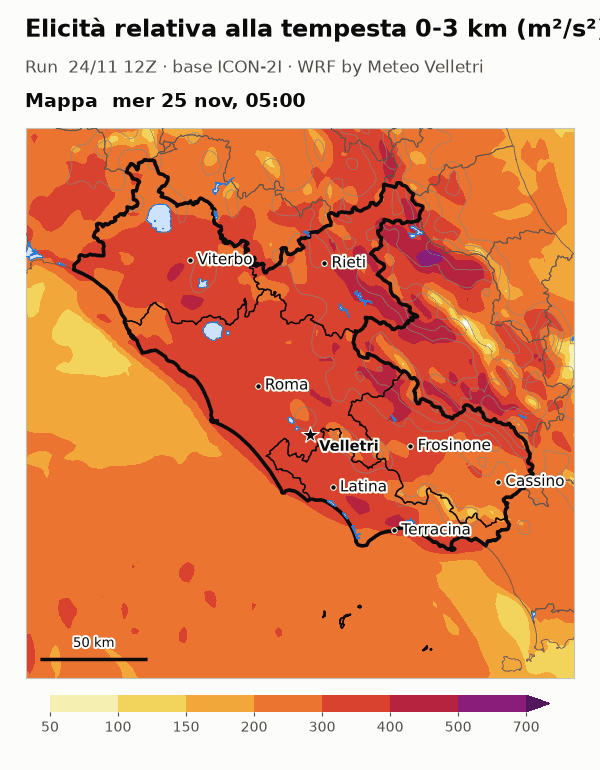 Elicità relativa alla tempesta 0-3 km (m²/s²)
Run 24/11 12Z · base ICON-2I · WRF by Meteo Velletri
Mappa mer 25 nov, 05:00
Viterbo
Rieti
Roma
Velletri
Frosinone
Cassino
Latina
Terracina
50 km
50 100 150 200 300 400 500 700